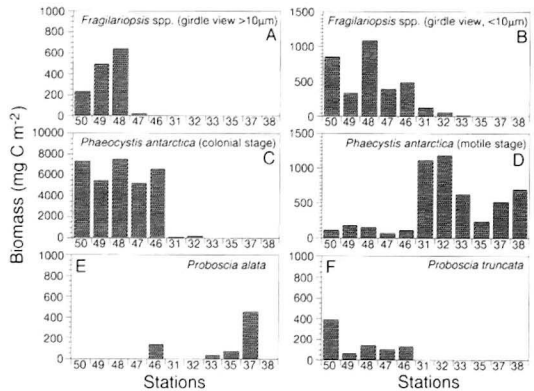 Fragilariopsis spp. (girdle view >10µm)
A
800
600
400
200
0
50 49 48 47 46 31 32 33 35 37 38
Fragilariopsis spp. (girdle view, <10µm)
B
1500
1000
500
0
50 49 48 47 46 31 32 33 35 37 38
Biomass (mg C m-2)
Phaeocystis antarctica (colonial stage)
C
10000
8000
6000
4000
2000
0
50 49 48 47 46 31 32 33 35 37 38
Phaecystis antarctica (motile stage)
D
1500
1000
500
0
50 49 48 47 46 31 32 33 35 37 38
E
Proboscia alata
1000
800
600
400
200
0
50 49 48 47 46 31 32 33 35 37 38
Stations
F
Proboscia truncata
1000
800
600
400
200
0
50 49 48 47 46 31 32 33 35 37 38
Stations